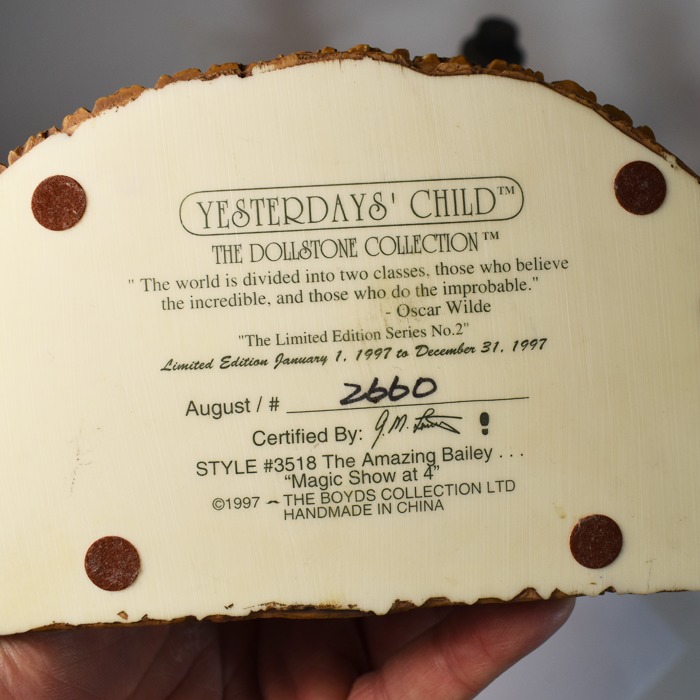 YESTERDAYS' CHILD™
THE DOLLSTONE COLLECTION™
" The world is divided into two classes, those who believe
the incredible, and those who do the improbable."
- Oscar Wilde
"The Limited Edition Series No.2"
Limited Edition January 1, 1997 to December 31, 1997
August / # 2660
Certified By: J.M.
STYLE #3518 The Amazing Bailey . . .
“Magic Show at 4”
©1997 – THE BOYDS COLLECTION LTD
HANDMADE IN CHINA